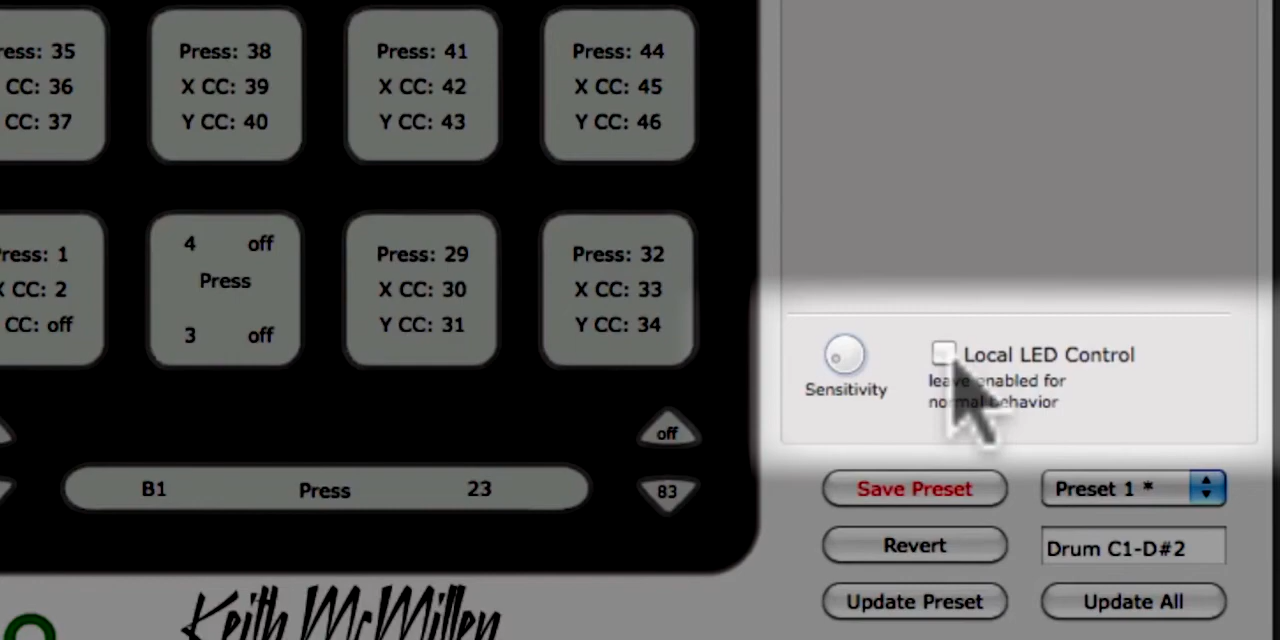 ress: 35
CC: 36
CC: 37
Press: 38
X CC: 39
Y CC: 40
Press: 41
X CC: 42
Y CC: 43
Press: 44
X CC: 45
Y CC: 46
ress: 1
X CC: 2
CC: off
4 off
Press
3 off
Press: 29
X CC: 30
Y CC: 31
Press: 32
X CC: 33
Y CC: 34
Sensitivity
Local LED Control
leave enabled for
normal behavior
off
B1 Press 23
83
Save Preset
Preset 1 *
Revert
Drum C1-D#2
Update Preset
Update All
Keith McMillen